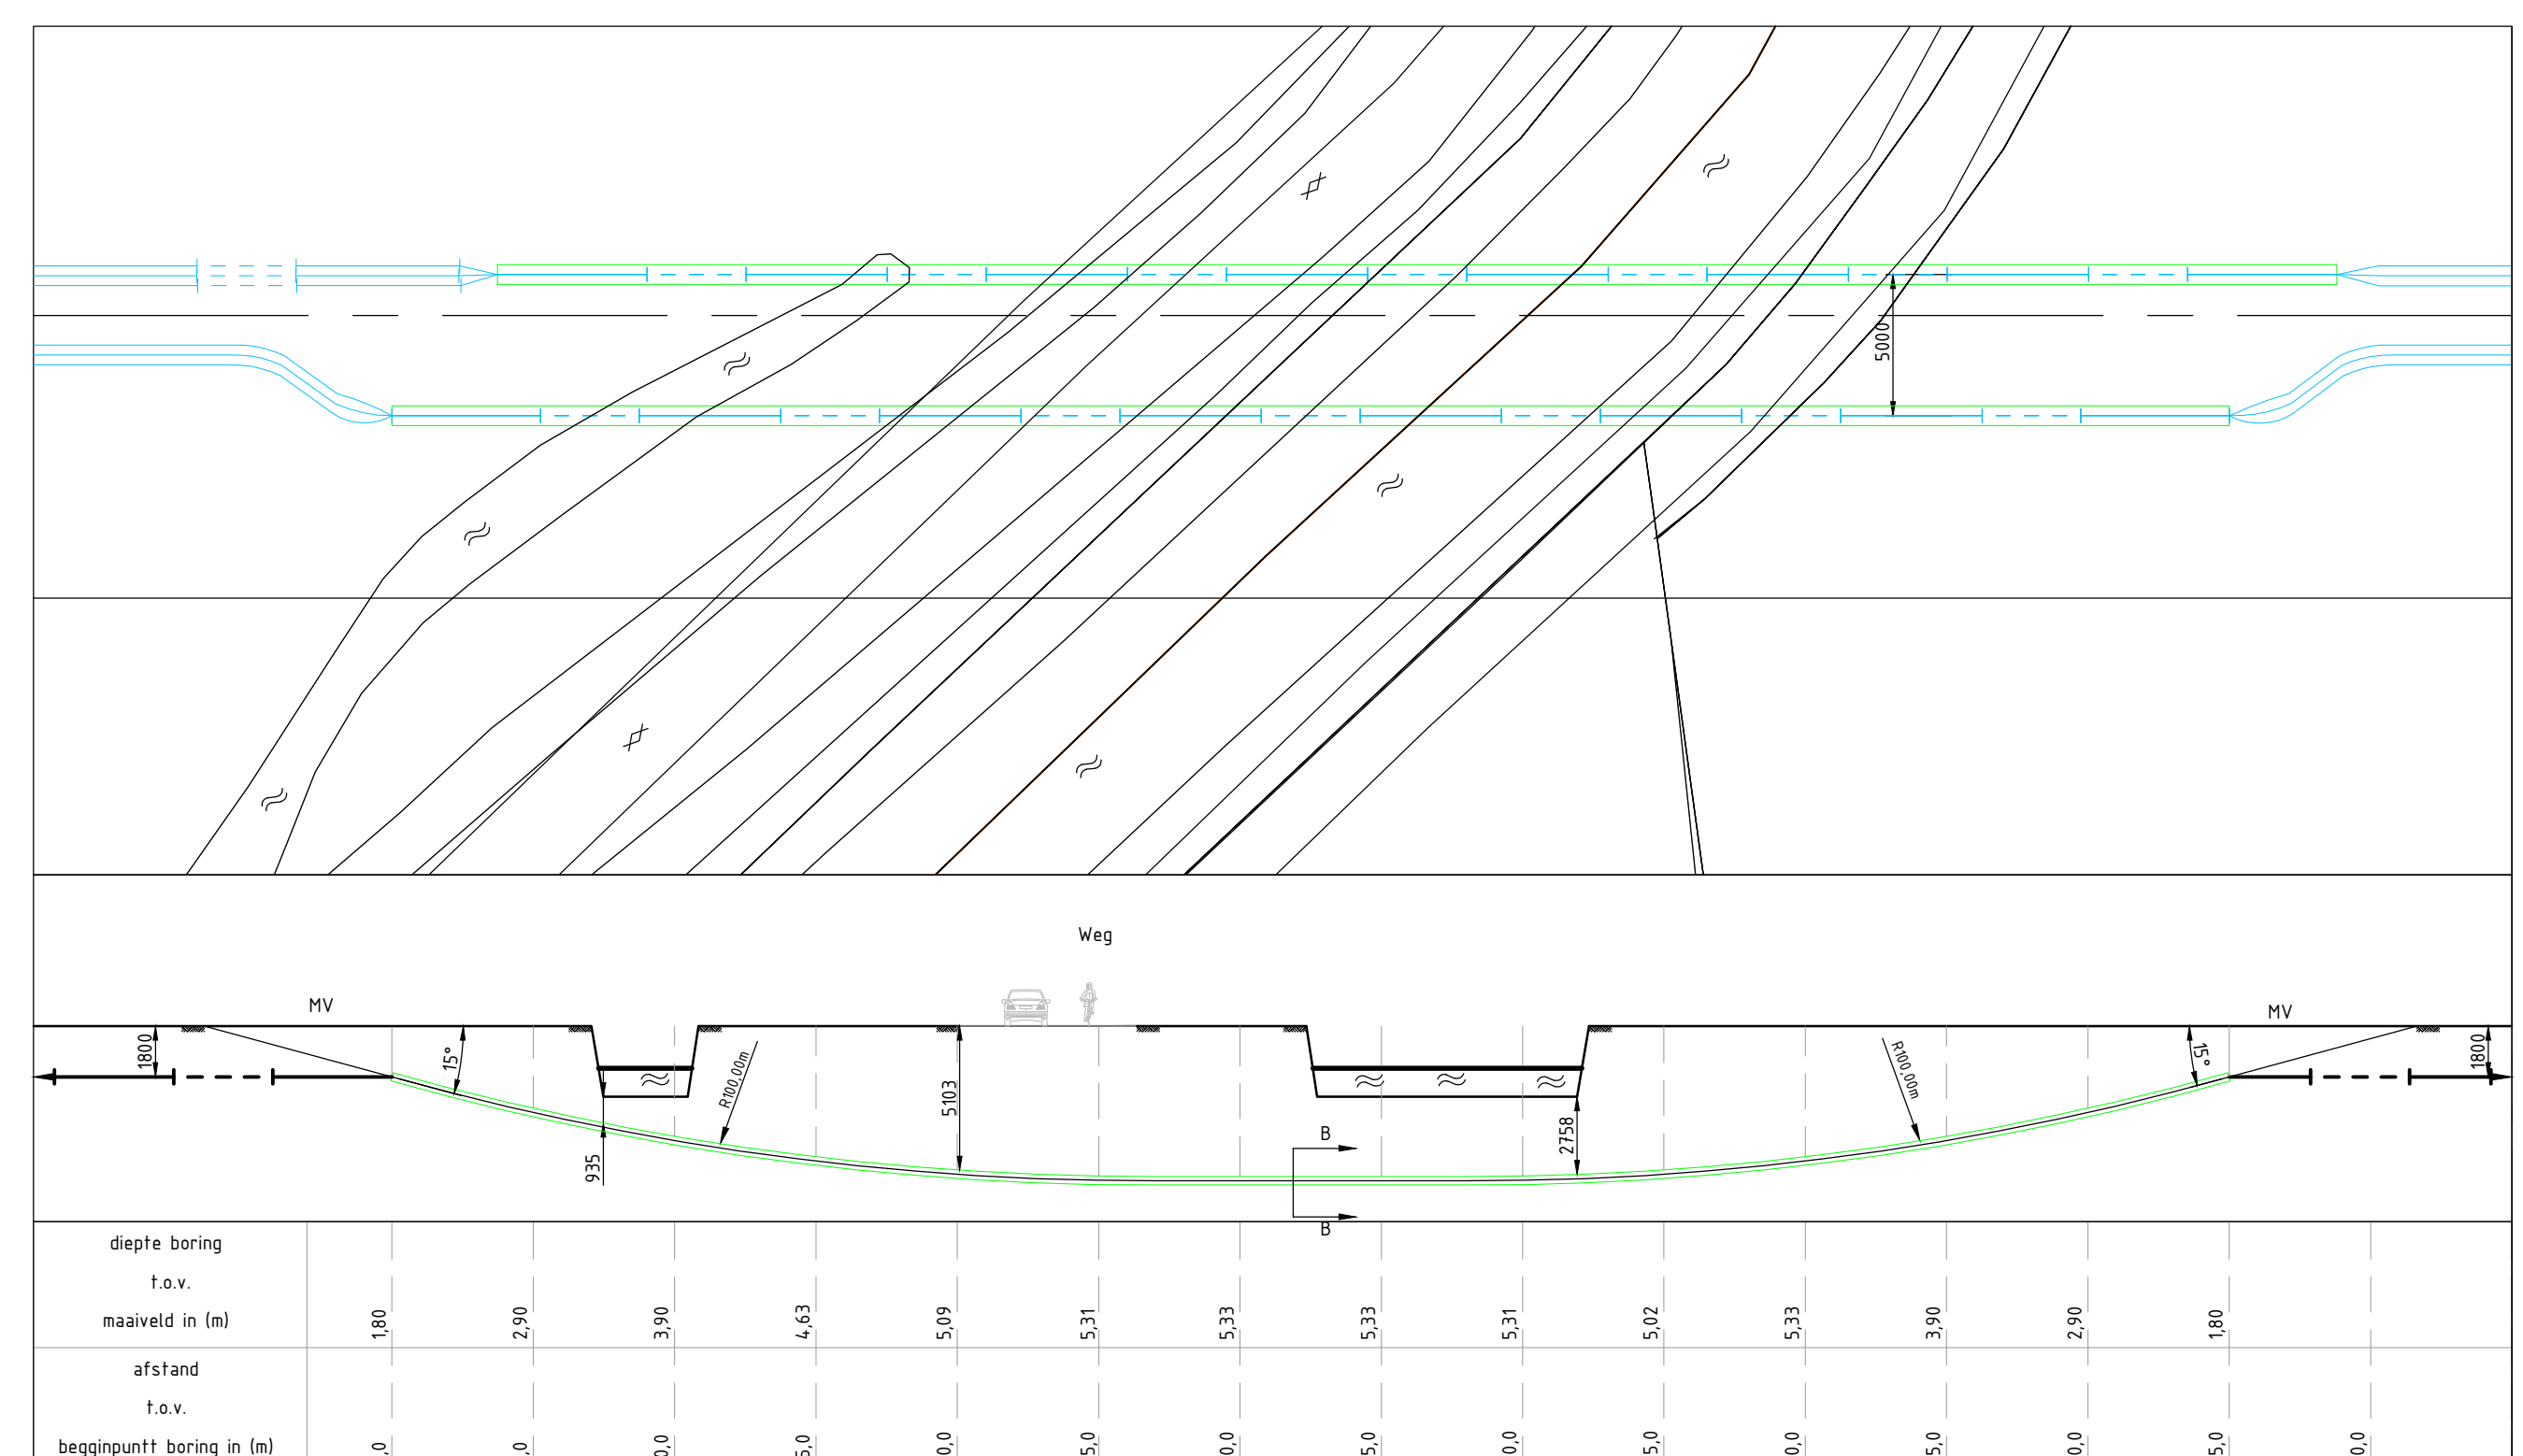 5000
Weg
MV
MV
1800
15°
935
R100,00m
5103
B
B
2758
R100,00m
15°
1800
diepte boring
t.o.v.
maaiveld in (m)
1,80
2,90
3,90
4,63
5,09
5,31
5,33
5,33
5,31
5,02
5,33
3,90
2,90
1,80
afstand
t.o.v.
begginpuntt boring in (m)